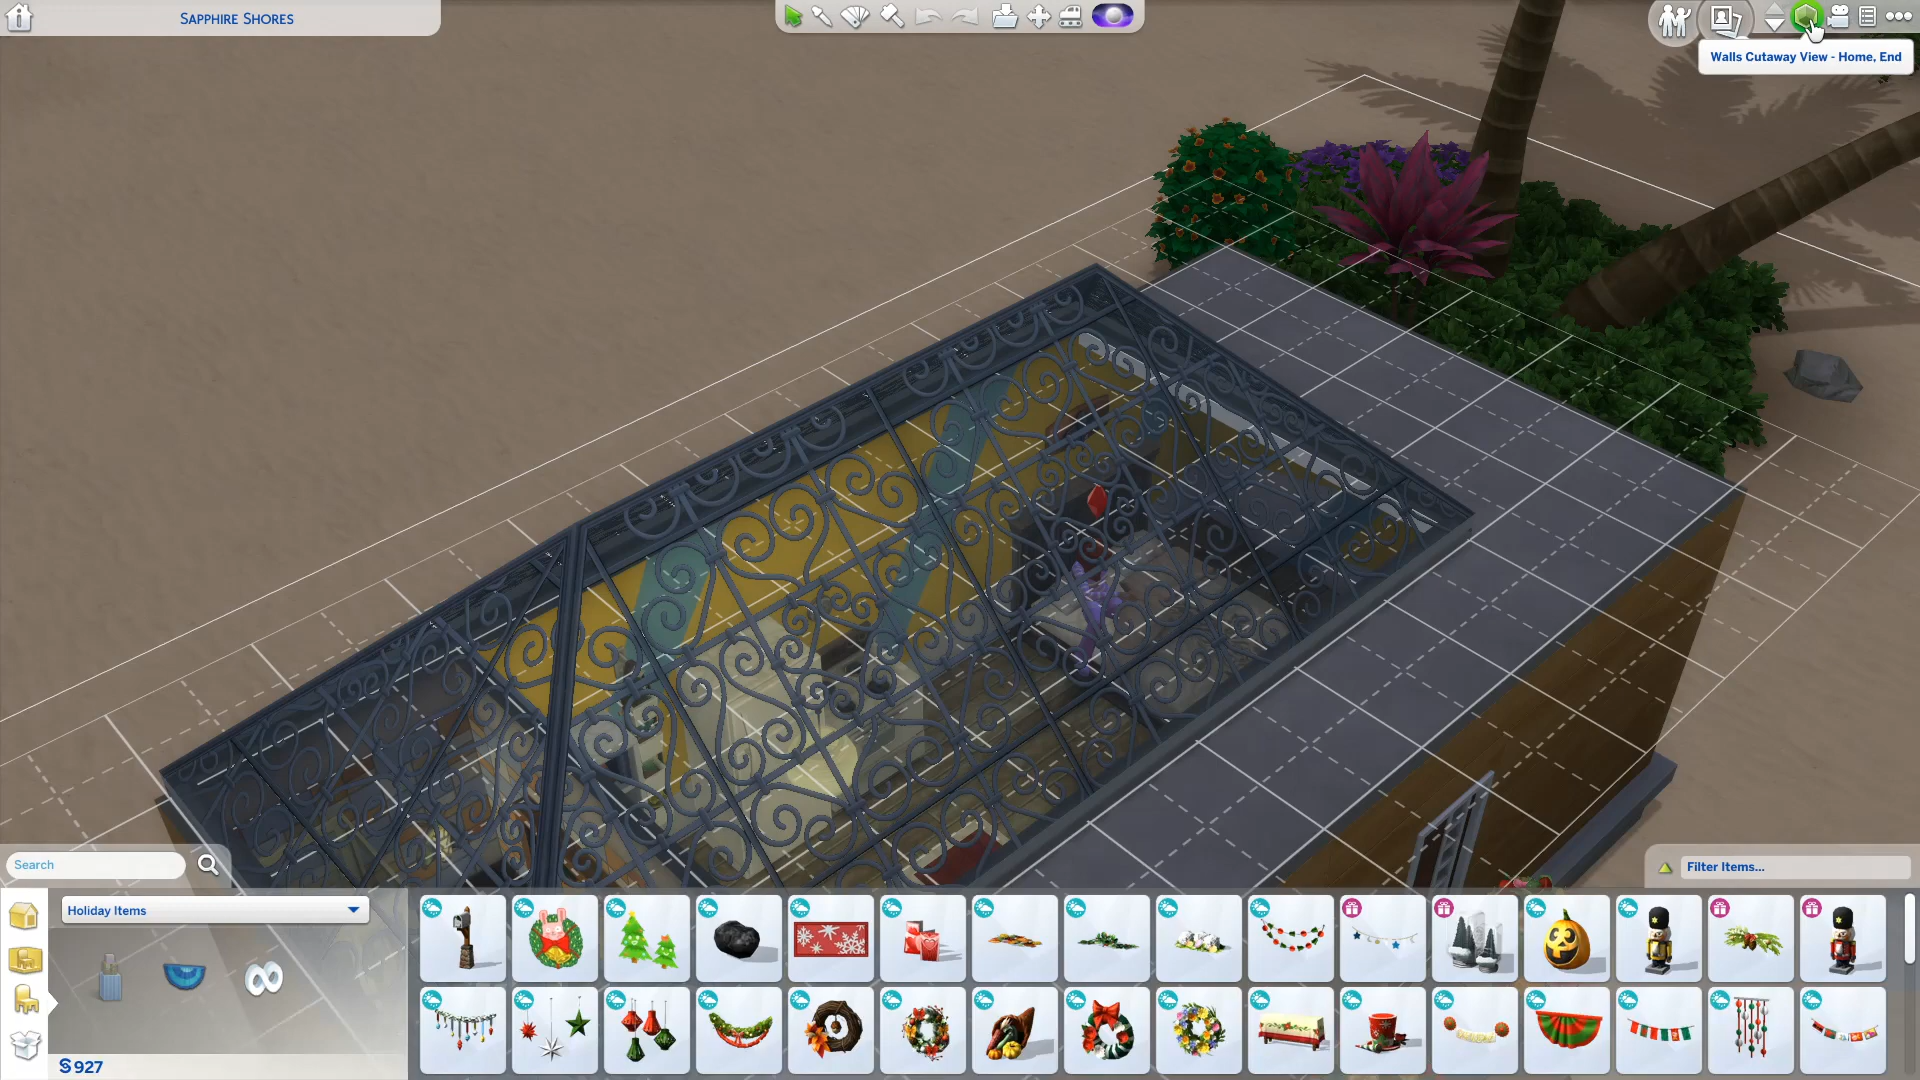 Sapphire Shores
Walls Cutaway View - Home, End
Search
Filter Items...
Holiday Items
§927